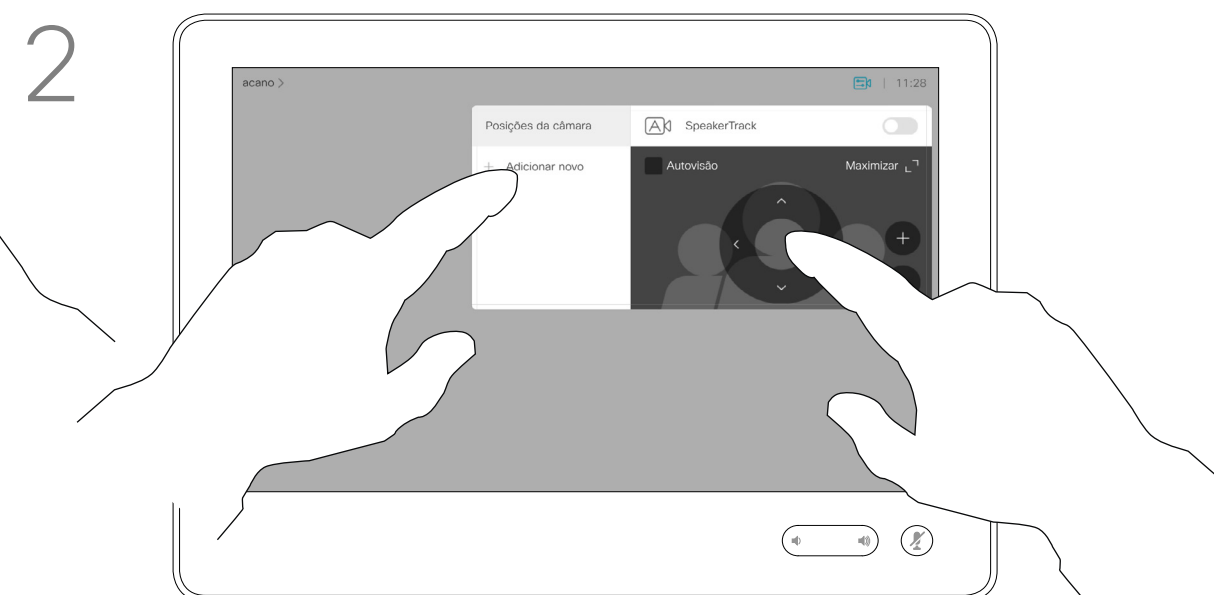 2
acano >
11:28
Posições da câmara
SpeakerTrack
+ Adicionar novo
Autovisão
Maximizar